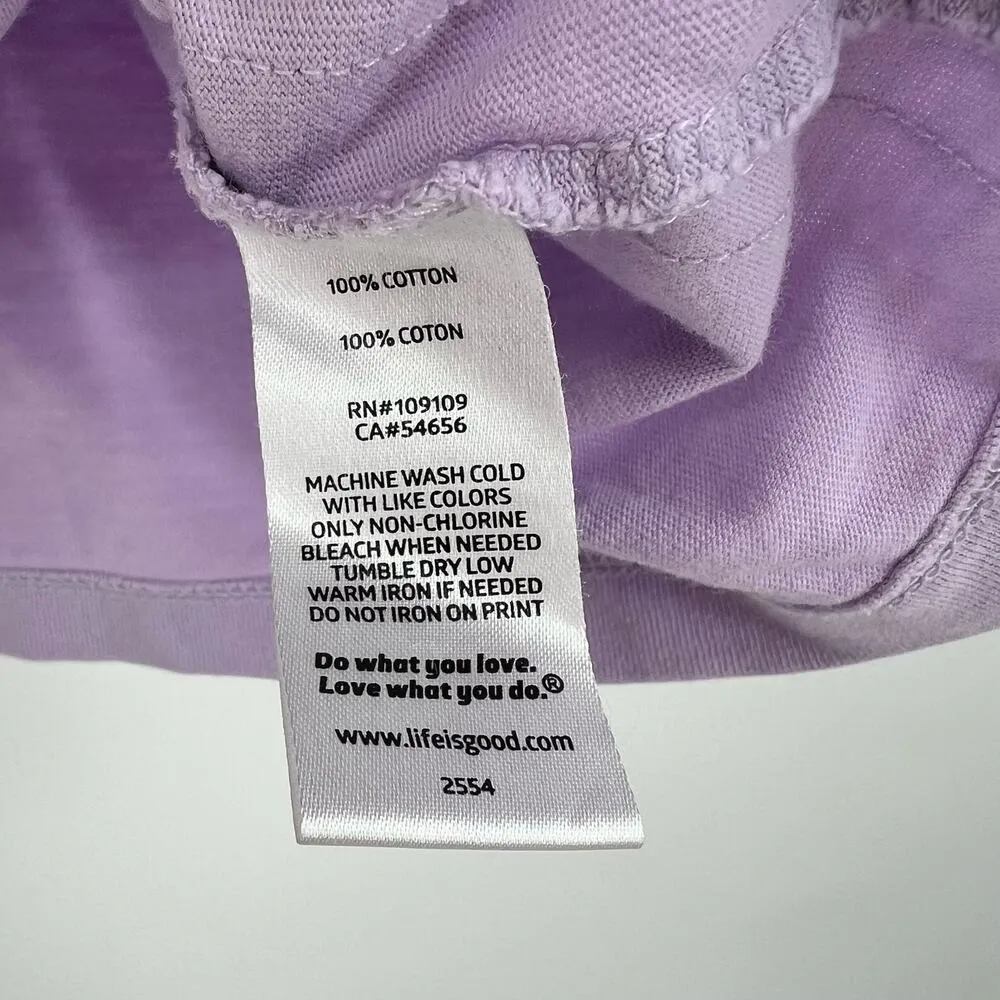 100% COTTON
100% COTON
RN#109109
CA#54656
MACHINE WASH COLD
WITH LIKE COLORS
ONLY NON-CHLORINE
BLEACH WHEN NEEDED
TUMBLE DRY LOW
WARM IRON IF NEEDED
DO NOT IRON ON PRINT
Do what you love.
Love what you do.®
www.lifeisgood.com
2554